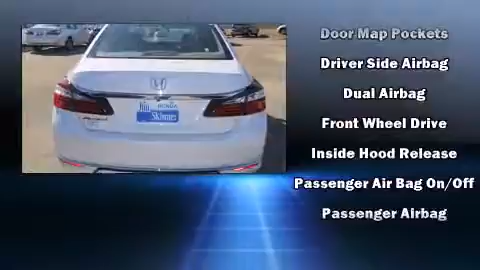 Door Map Pockets
Driver Side Airbag
Dual Airbag
Front Wheel Drive
Inside Hood Release
Passenger Air Bag On/Off
Passenger Airbag
HONDA